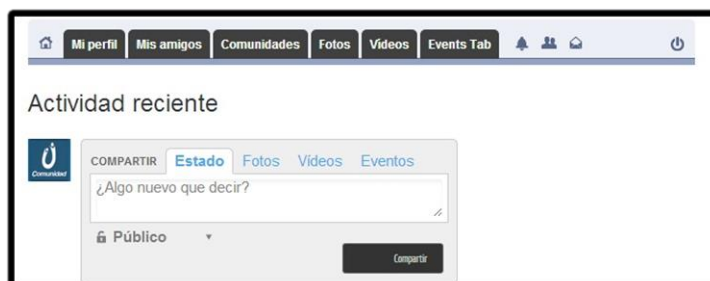 Mi perfil Mis amigos Comunidades Fotos Videos Events Tab
Actividad reciente
Comunidad
COMPARTIR Estado Fotos Vídeos Eventos
¿Algo nuevo que decir?
Público
Compartir